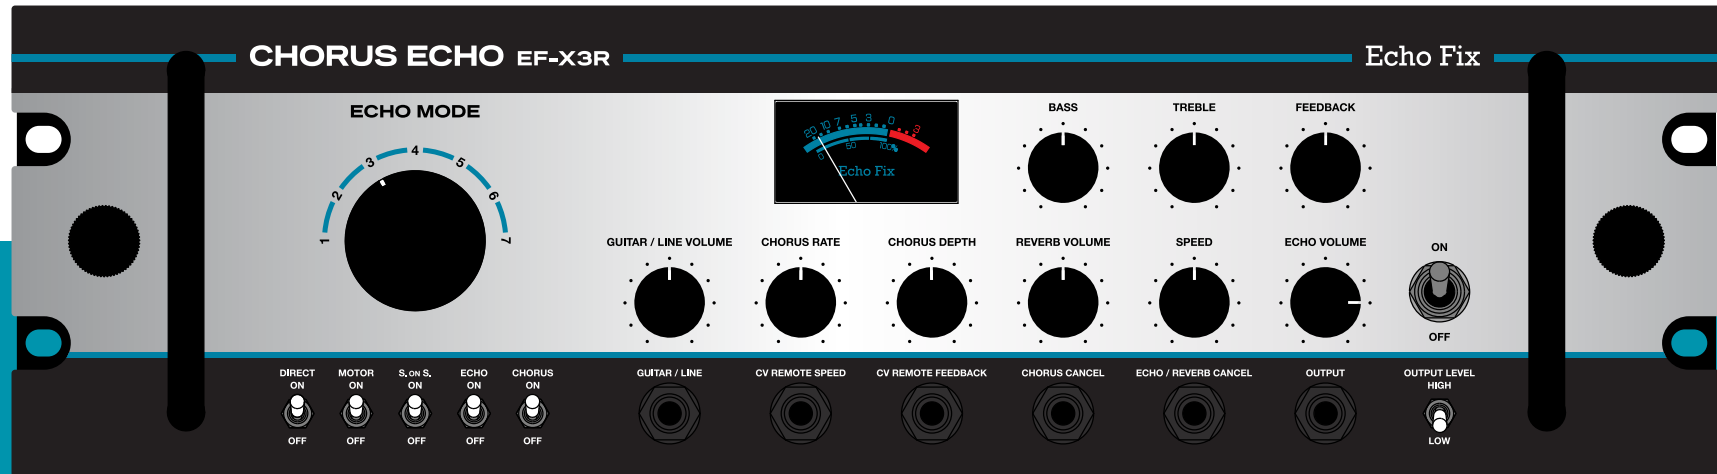 CHORUS ECHO EF-X3R
Echo Fix
ECHO MODE
1 2 3 4 5 6 7
20 10 7 5 3 0 3
0 50 100%
Echo Fix
BASS TREBLE FEEDBACK
GUITAR / LINE VOLUME CHORUS RATE CHORUS DEPTH REVERB VOLUME SPEED ECHO VOLUME
ON
OFF
DIRECT MOTOR S. ON S. ECHO CHORUS
ON ON ON ON ON
OFF OFF OFF OFF OFF
GUITAR / LINE CV REMOTE SPEED CV REMOTE FEEDBACK CHORUS CANCEL ECHO / REVERB CANCEL OUTPUT OUTPUT LEVEL
HIGH
LOW